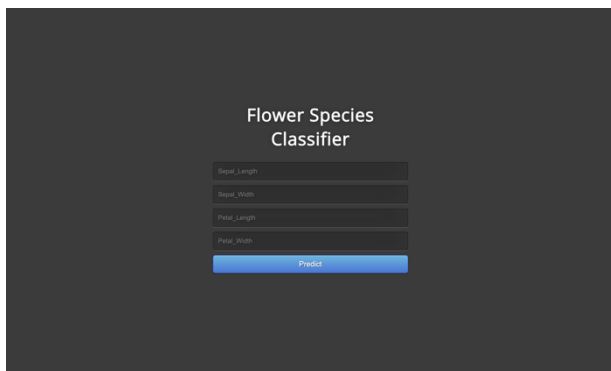 Flower Species
Classifier
Sepal_Length
Sepal_Width
Petal_Length
Petal_Width
Predict